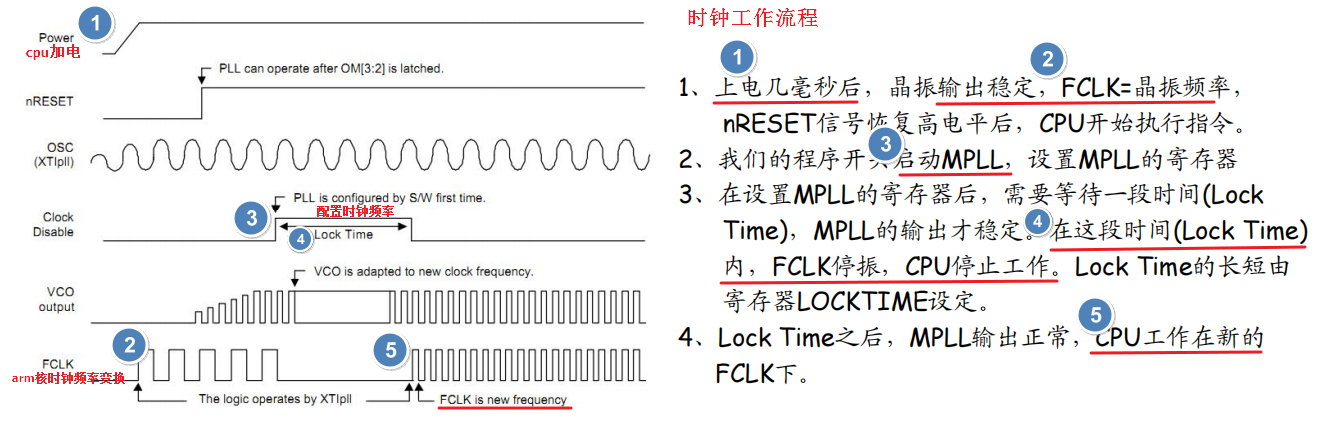 1
Power
cpu加电
PLL can operate after OM[3:2] is latched.
nRESET
OSC
(XTIpll)
PLL is configured by S/W first time.
Clock
Disable
3
配置时钟频率
4
Lock Time
VCO is adapted to new clock frequency.
VCO
output
2
5
FCLK
arm核时钟频率变换
The logic operates by XTIpll
FCLK is new frequency
时钟工作流程
1
2
1、上电几毫秒后，晶振输出稳定，FCLK=晶振频率，
nRESET信号恢复高电平后，CPU开始执行指令。
3
2、我们的程序开 启动MPLL，设置MPLL的寄存器
3、在设置MPLL的寄存器后，需要等待一段时间(Lock
Time)，MPLL的输出才稳定。在这段时间(Lock Time)
4
内，FCLK停振，CPU停止工作。Lock Time的长短由
寄存器LOCKTIME设定。
5
4、Lock Time之后，MPLL输出正常，CPU工作在新的
FCLK下。